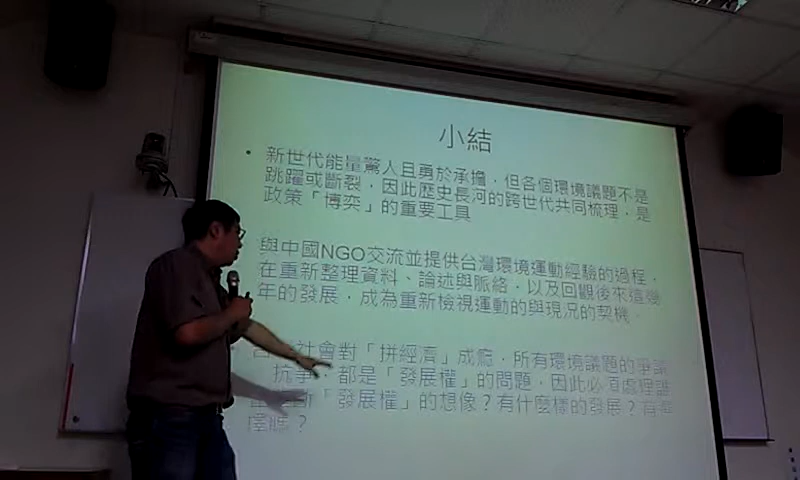 小結
• 新世代能量驚人且勇於承擔，但各個環境議題不是
跳躍或斷裂，因此歷史長河的跨世代共同梳理，是
政策「博奕」的重要工具
與中國NGO交流並提供台灣環境運動經驗的過程，
在重新整理資料、論述與脈絡，以及回觀後來這幾
年的發展，成為重新檢視運動的與現況的契機。
社會對「拼經濟」成癮，所有環境議題的爭議
抗爭，都是「發展權」的問題，因此必須處理誰
斷「發展權」的想像？有什麼樣的發展？